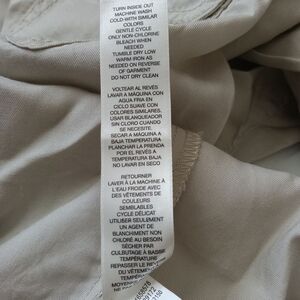 TURN INSIDE OUT
MACHINE WASH
COLD-WITH SIMILAR
COLORS
GENTLE CYCLE
ONLY NON-CHLORINE
BLEACH WHEN
NEEDED
TUMBLE DRY LOW
WARM IRON AS
NEEDED ON REVERSE
OF GARMENT
DO NOT DRY CLEAN
VOLTEAR AL REVÉS
LAVAR A MÁQUINA CON
AGUA FRIA EN
CICLO SUAVE CON
COLORES SIMILARES.
USAR BLANQUEADOR
SIN CLORO CUANDO
SE NECESITE.
SECAR A MÁQUINA A
BAJA TEMPERATURA
PLANCHAR LA PRENDA
POR EL REVÉS A
TEMPERATURA BAJA
NO LAVAR EN SECO
RETOURNER
LAVER À LA MACHINE À
L'EAU FROIDE AVEC
DES VÊTEMENTS DE
COULEURS
SEMBLABLES
CYCLE DÉLICAT
UTILISER SEULEMENT
UN AGENT DE
BLANCHIMENT NON
CHLORÉ AU BESOIN
SÉCHER PAR
CULBUTAGE À BASSE
TEMPÉRATURE
REPASSER LE
TEMPÉRATURE